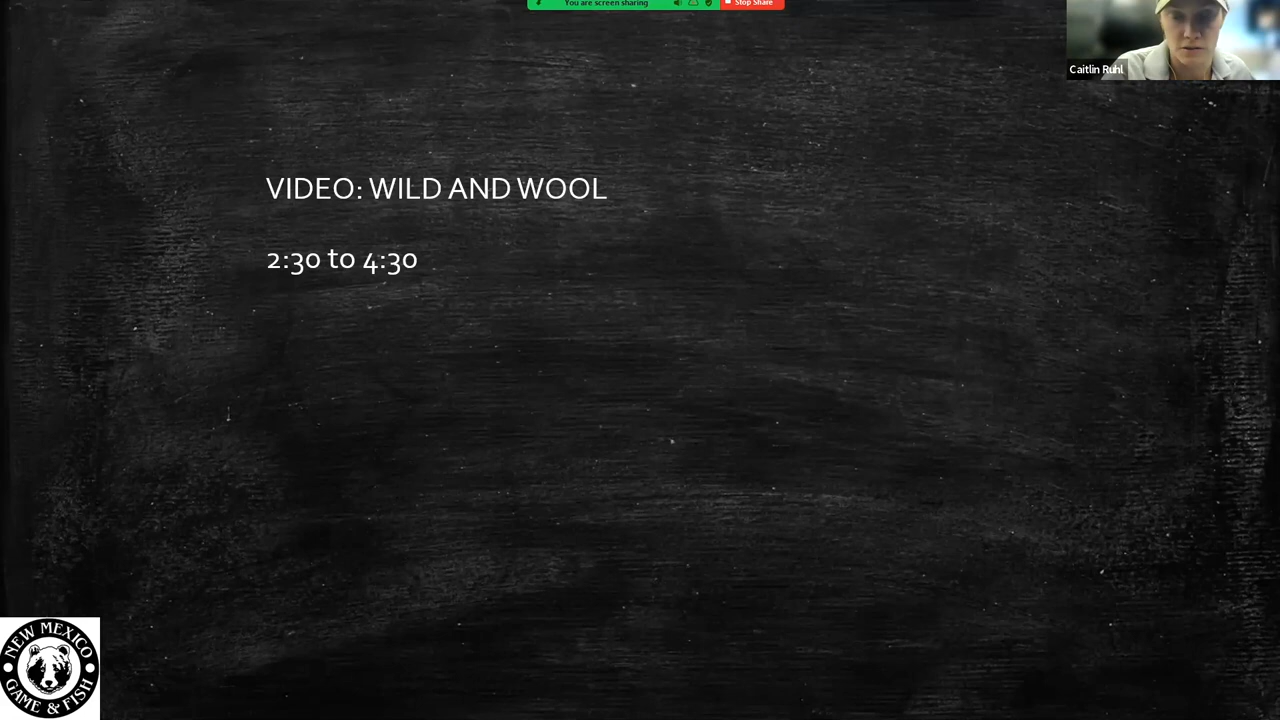 You are screen sharing
Stop Share
Caitlin Ruhl
VIDEO: WILD AND WOOL
2:30 to 4:30
NEW MEXICO
GAME & FISH